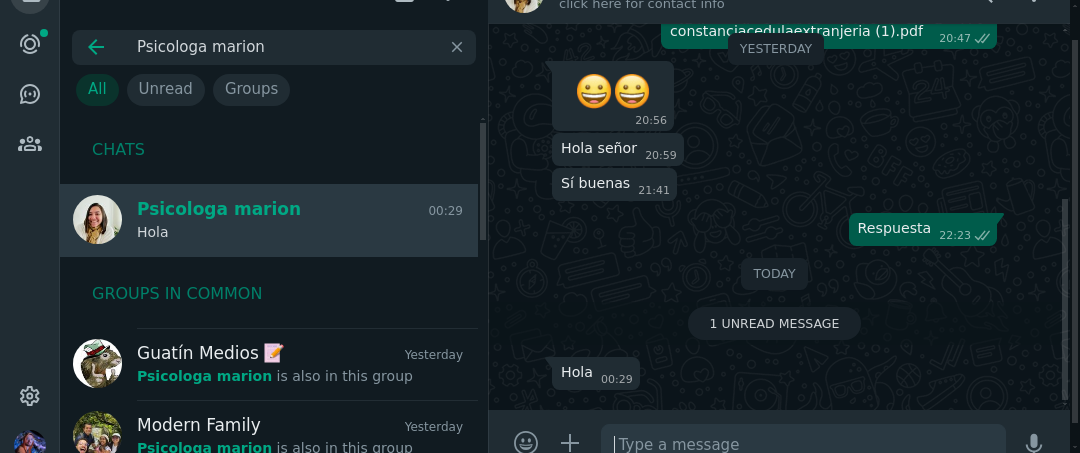 Psicologa marion
All
Unread
Groups
CHATS
Psicologa marion
00:29
Hola
GROUPS IN COMMON
Guatín Medios 📝
Yesterday
Psicologa marion is also in this group
Modern Family
Yesterday
Psicologa marion is also in this group
click here for contact info
constanciacedulaextranjeria (1).pdf
20:47
YESTERDAY
😀😀
20:56
Hola señor 20:59
Sí buenas 21:41
Respuesta 22:23
TODAY
1 UNREAD MESSAGE
Hola 00:29
Type a message